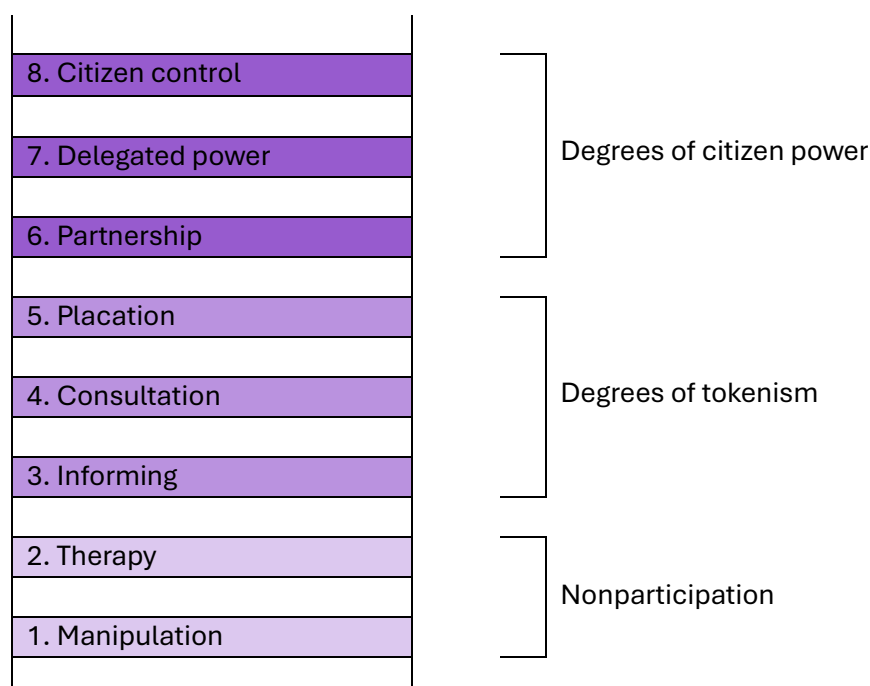 8. Citizen control
7. Delegated power
Degrees of citizen power
6. Partnership
5. Placation
4. Consultation
Degrees of tokenism
3. Informing
2. Therapy
Nonparticipation
1. Manipulation